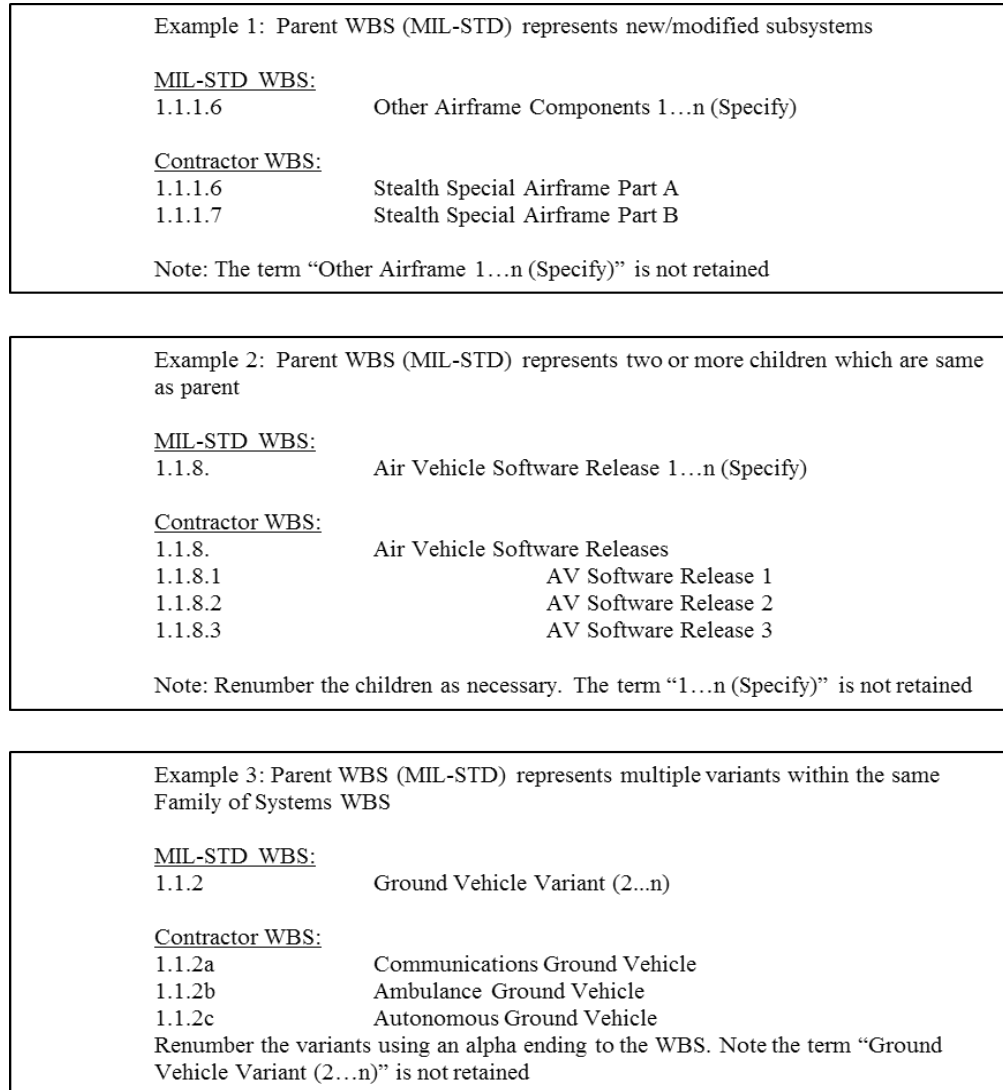 Example 1: Parent WBS (MIL-STD) represents new/modified subsystems
MIL-STD WBS:
1.1.1.6 Other Airframe Components 1…n (Specify)
Contractor WBS:
1.1.1.6 Stealth Special Airframe Part A
1.1.1.7 Stealth Special Airframe Part B
Note: The term “Other Airframe 1…n (Specify)” is not retained
Example 2: Parent WBS (MIL-STD) represents two or more children which are same
as parent
MIL-STD WBS:
1.1.8. Air Vehicle Software Release 1…n (Specify)
Contractor WBS:
1.1.8. Air Vehicle Software Releases
1.1.8.1 AV Software Release 1
1.1.8.2 AV Software Release 2
1.1.8.3 AV Software Release 3
Note: Renumber the children as necessary. The term “1…n (Specify)” is not retained
Example 3: Parent WBS (MIL-STD) represents multiple variants within the same
Family of Systems WBS
MIL-STD WBS:
1.1.2 Ground Vehicle Variant (2...n)
Contractor WBS:
1.1.2a Communications Ground Vehicle
1.1.2b Ambulance Ground Vehicle
1.1.2c Autonomous Ground Vehicle
Renumber the variants using an alpha ending to the WBS. Note the term “Ground
Vehicle Variant (2…n)” is not retained